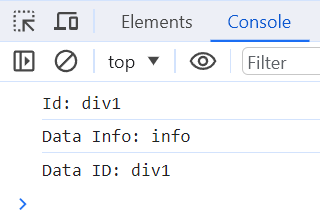 Elements Console
top Filter
Id: div1
Data Info: info
Data ID: div1